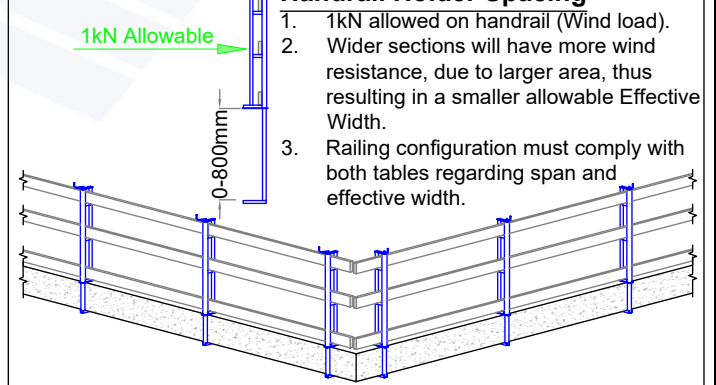 Handrail Holder Spacing
1. 1kN allowed on handrail (Wind load).
2. Wider sections will have more wind
resistance, due to larger area, thus
resulting in a smaller allowable Effective
Width.
3. Railing configuration must comply with
both tables regarding span and
effective width.
1kN Allowable
0-800mm